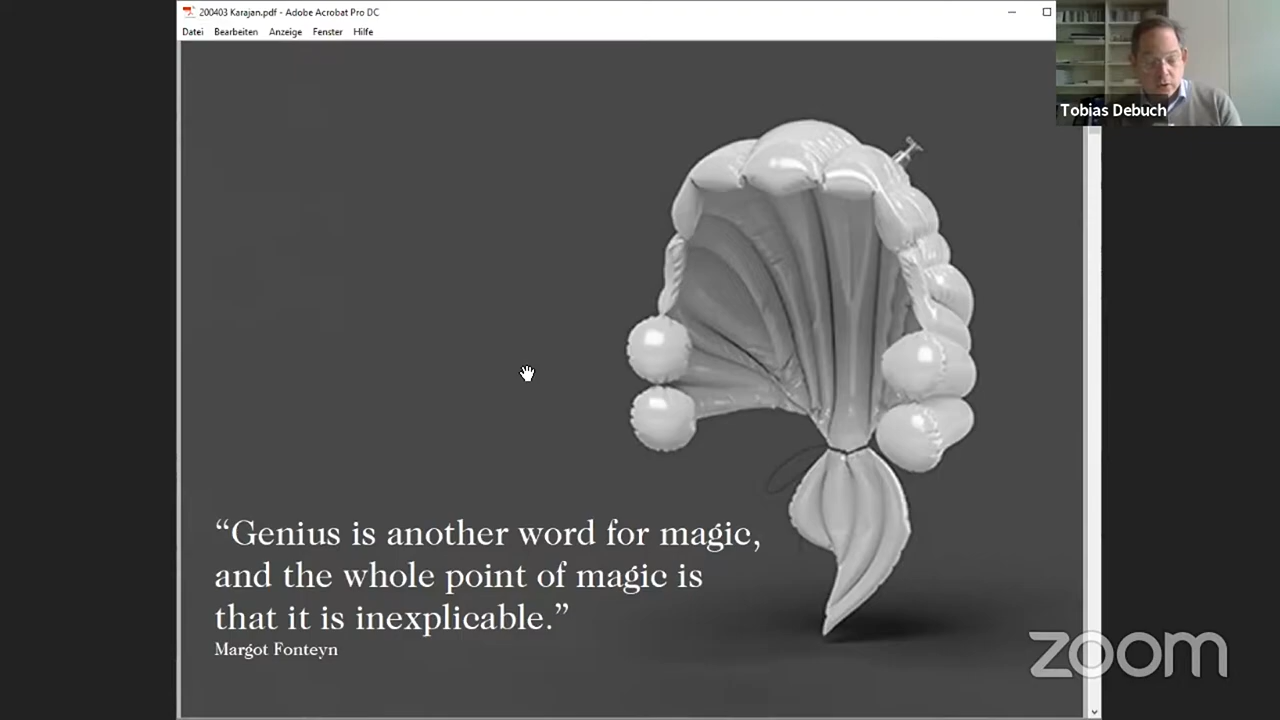 200403 Karajan.pdf - Adobe Acrobat Pro DC
Datei Bearbeiten Anzeige Fenster Hilfe
Tobias Debuch
“Genius is another word for magic,
and the whole point of magic is
that it is inexplicable.”
Margot Fonteyn
zoom